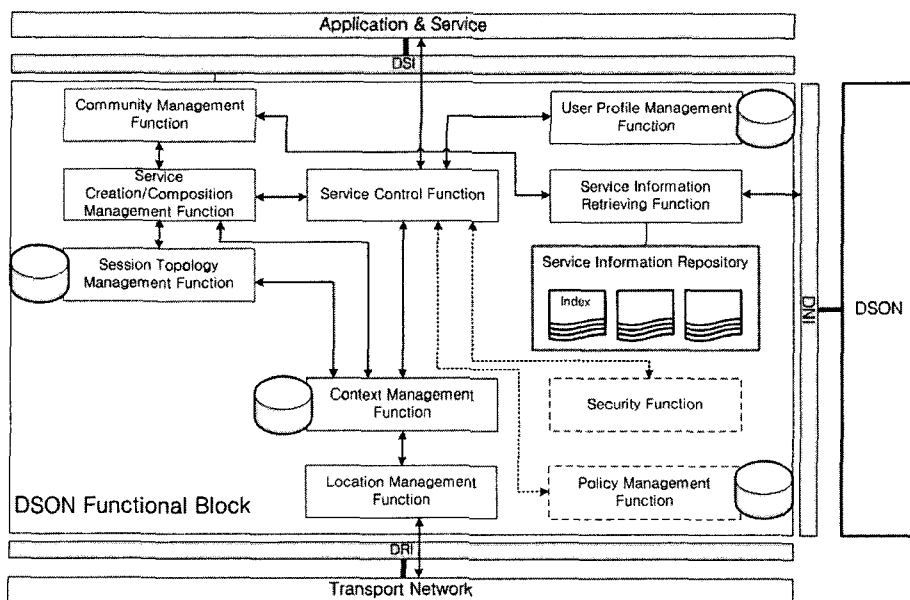 Application & Service
DSI
Community Management
Function
User Profile Management
Function
Service
Creation/Composition
Management Function
Service Control Function
Service Information
Retrieving Function
Session Topology
Management Function
Service Information Repository
Index
DNI
DSON
Context Management
Function
Security Function
Location Management
Function
Policy Management
Function
DSON Functional Block
DRI
Transport Network